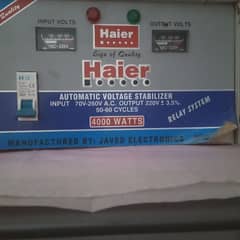 Quality
INPUT VOLTS
Haier
OUTPUT VOLTS
Sign of Quality
Haier
AUTOMATIC VOLTAGE STABILIZER
INPUT 70V-250V A.C. OUTPUT 220V ± 3.5%
50-60 CYCLES
4000 WATTS
RELAY SYSTEM
MANUFACTURED BY: JAVED ELECTRONICS